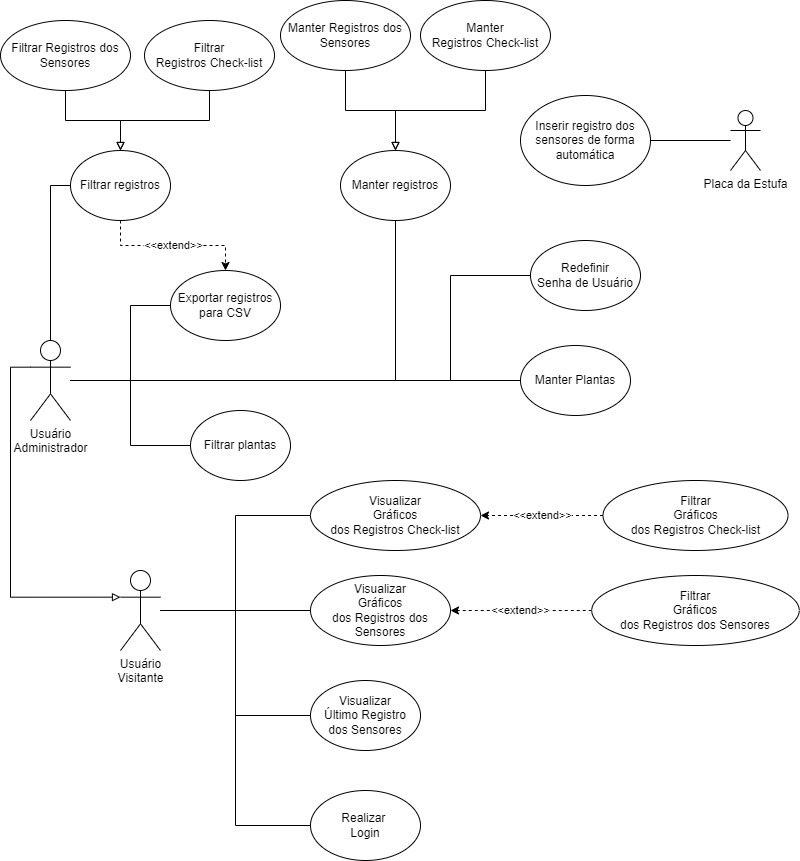 Filtrar Registros dos
Sensores
Filtrar
Registros Check-list
Manter Registros dos
Sensores
Manter
Registros Check-list
Inserir registro dos
sensores de forma
automática
Placa da Estufa
Filtrar registros
Manter registros
<<extend>>
Redefinir
Senha de Usuário
Exportar registros
para CSV
Manter Plantas
Usuário
Administrador
Filtrar plantas
Visualizar
Gráficos
dos Registros Check-list
<<extend>>
Filtrar
Gráficos
dos Registros Check-list
Visualizar
Gráficos
dos Registros dos
Sensores
<<extend>>
Filtrar
Gráficos
dos Registros dos Sensores
Usuário
Visitante
Visualizar
Último Registro
dos Sensores
Realizar
Login